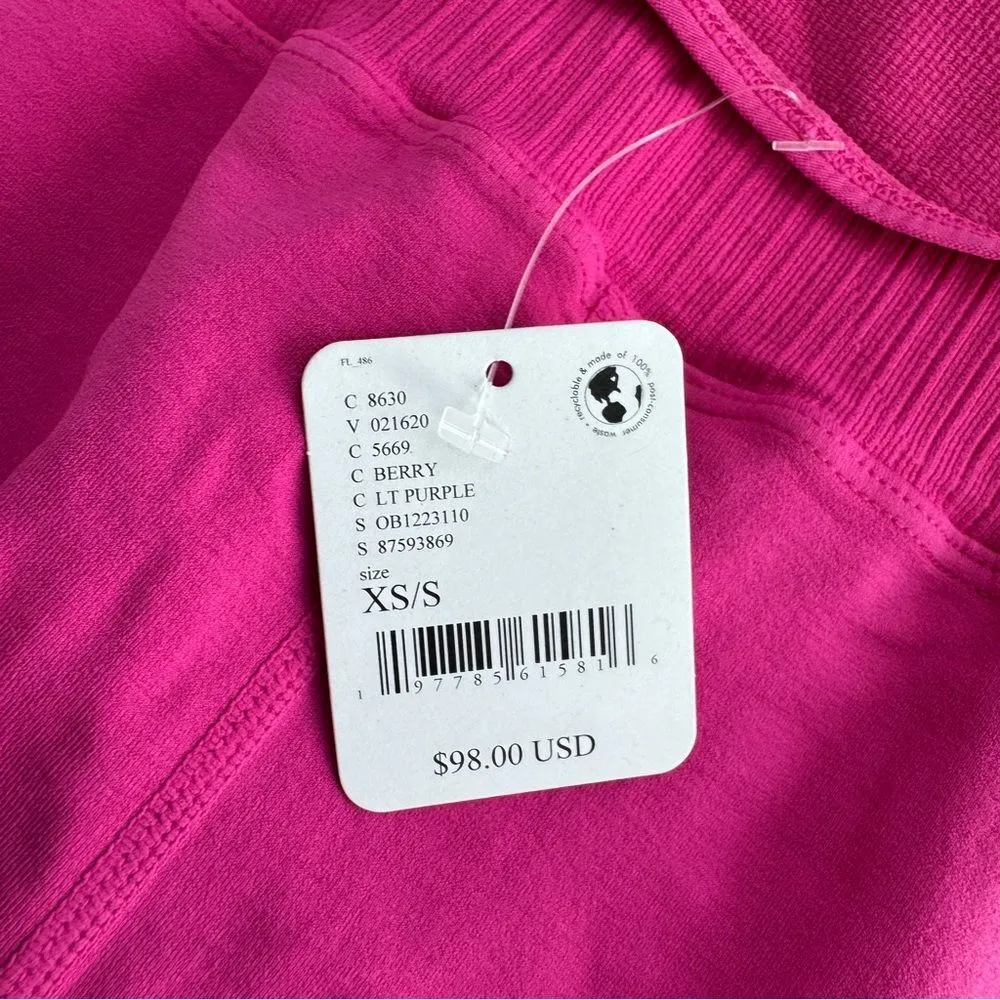 FL_486
recyclable & made of 100% post-consumer waste •
C 8630
V 021620
C 5669
C BERRY
C LT PURPLE
S OB1223110
S 87593869
size
XS/S
1 97785 61581 6
$98.00 USD